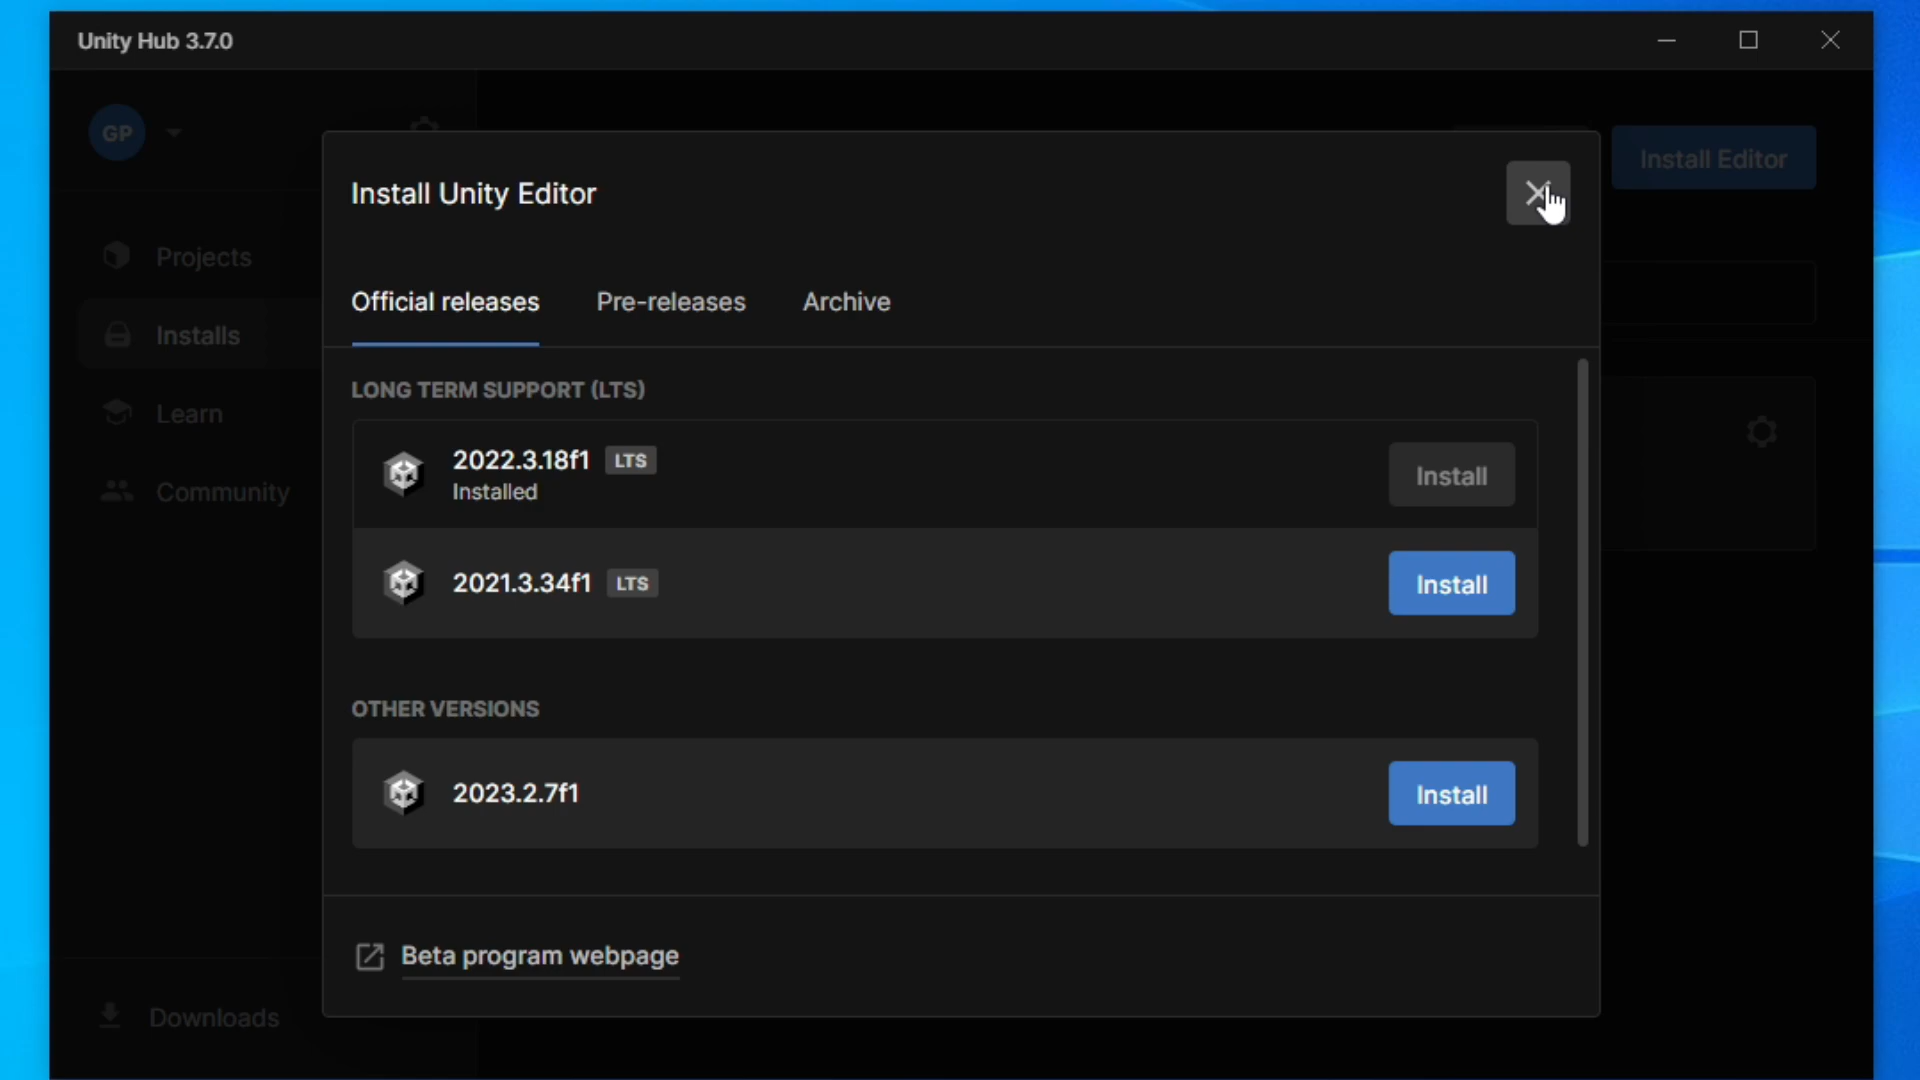 Unity Hub 3.7.0
GP
Install Editor
Install Unity Editor
Projects
Official releases
Pre-releases
Archive
Installs
LONG TERM SUPPORT (LTS)
Learn
2022.3.18f1 LTS
Installed
Install
Community
2021.3.34f1 LTS
Install
OTHER VERSIONS
2023.2.7f1
Install
Beta program webpage
Downloads